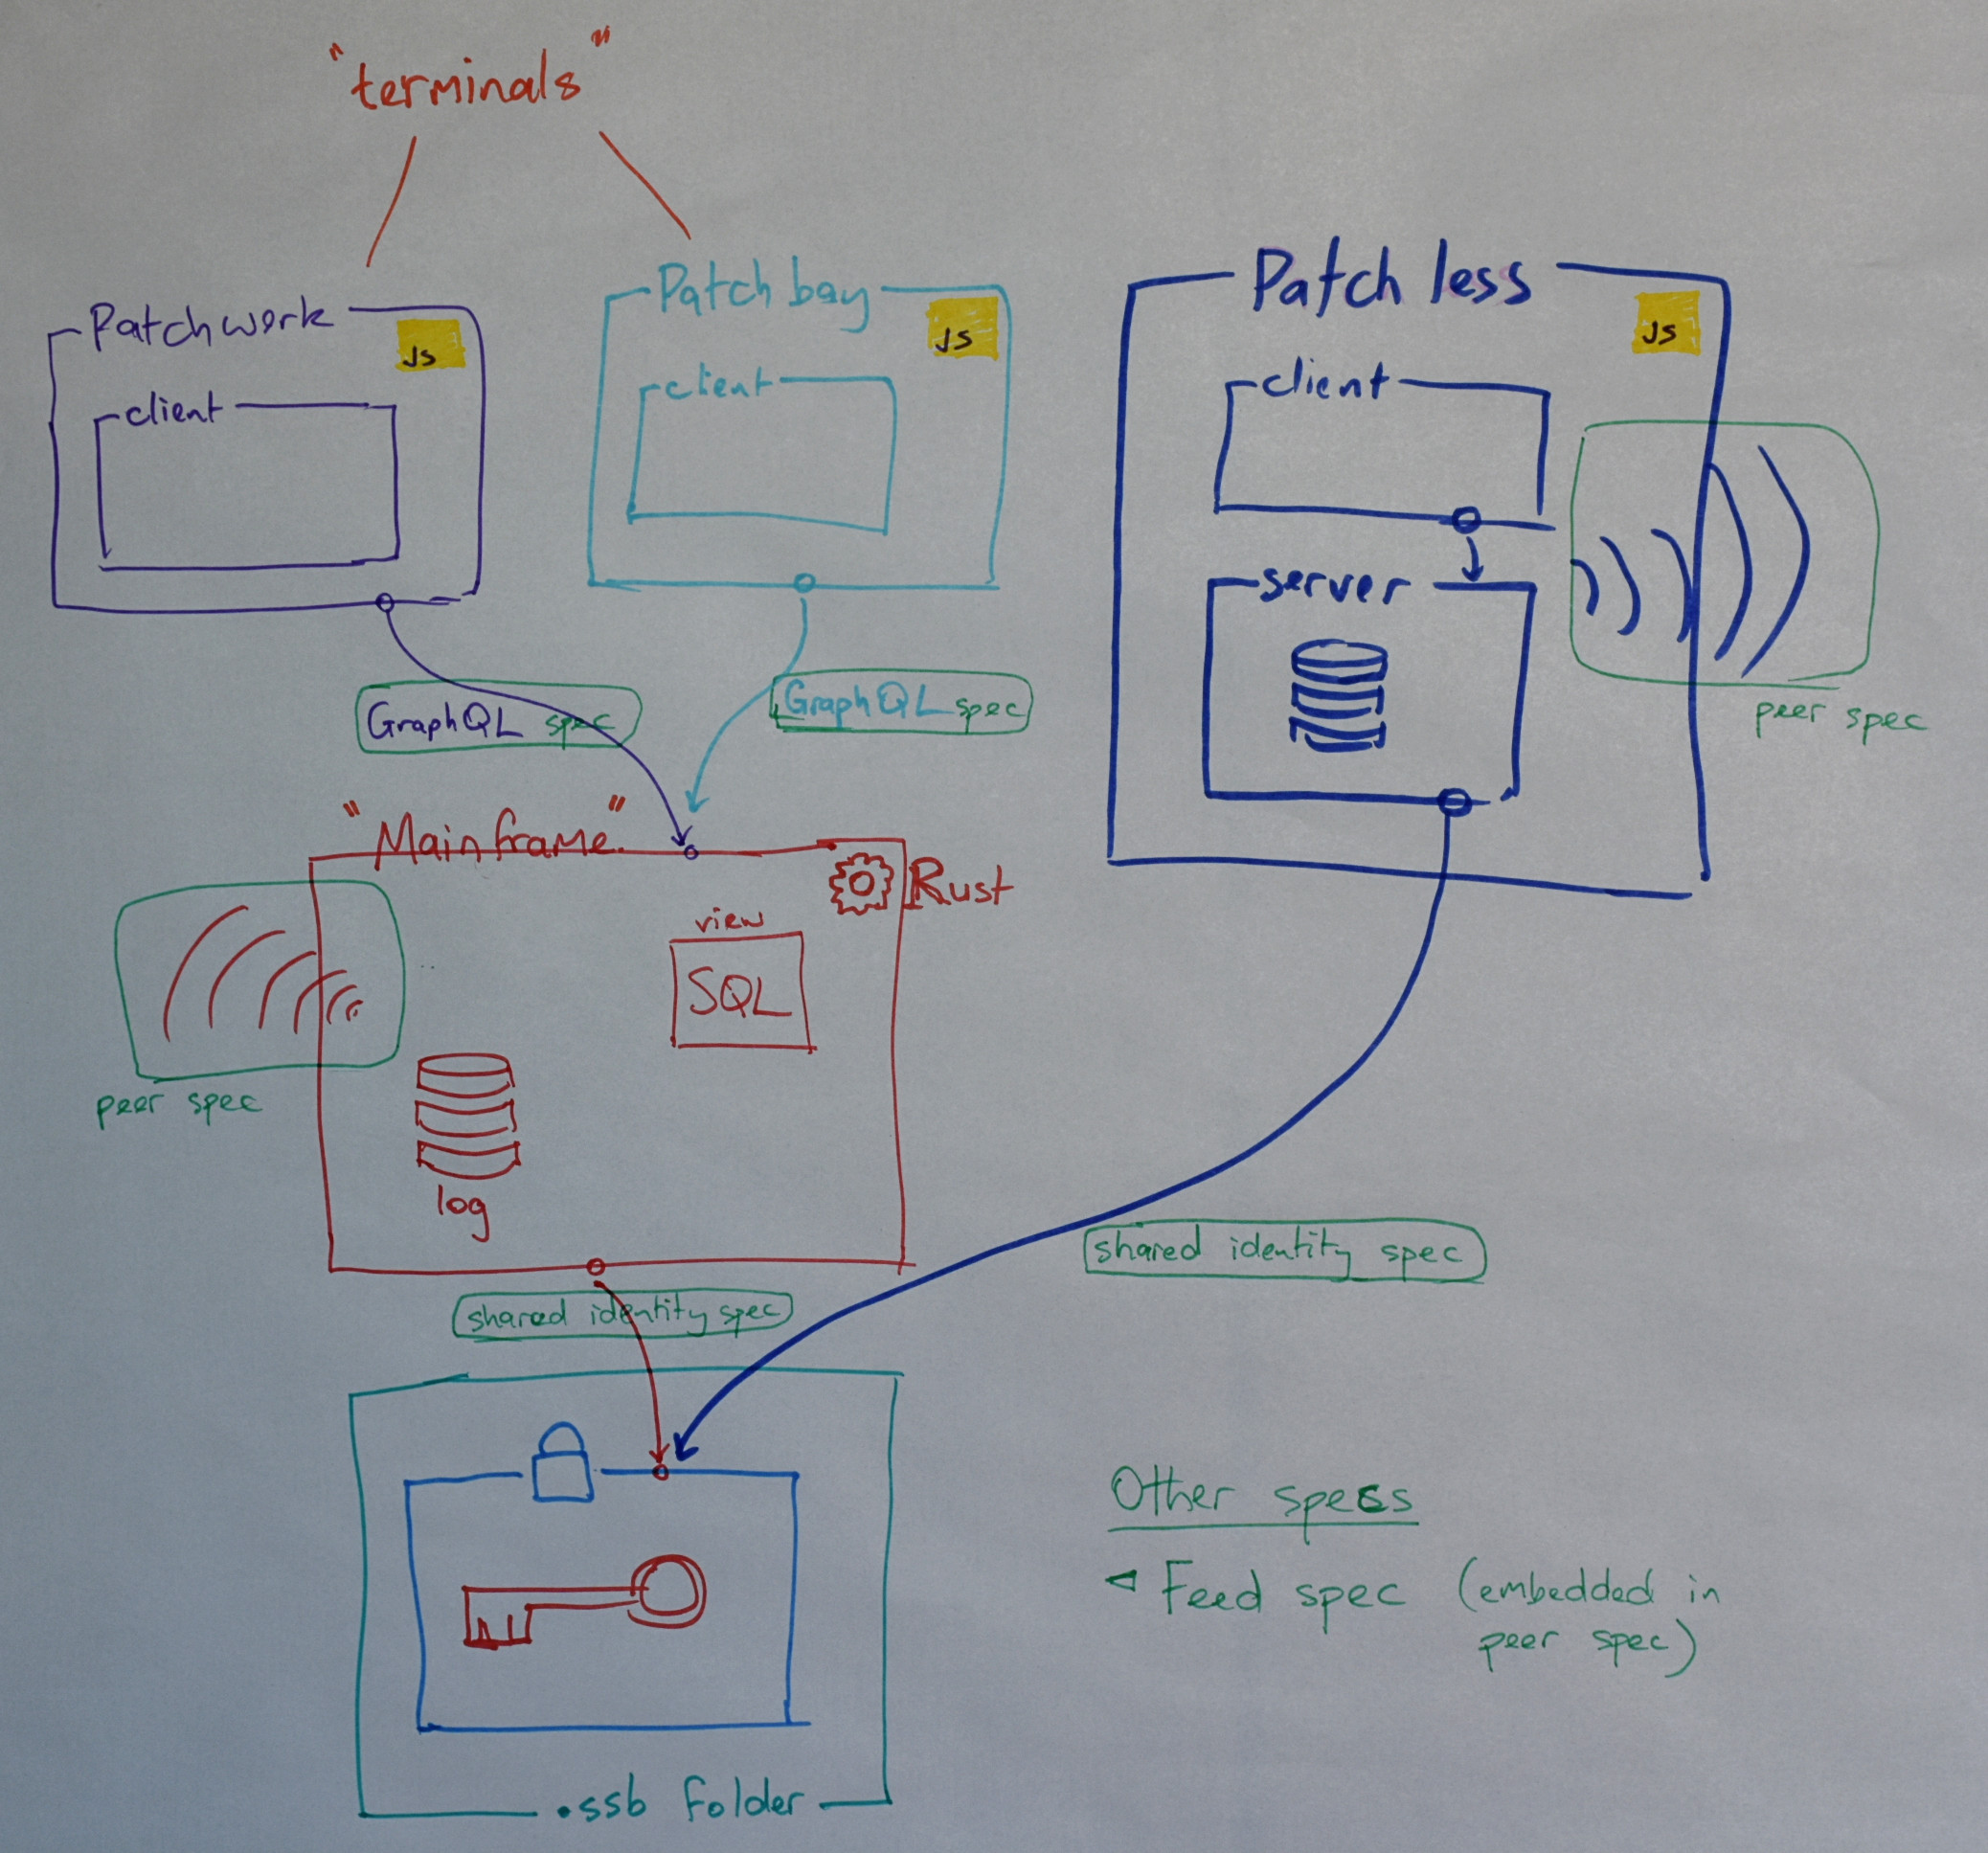 "terminals"
Patchwork
JS
client
Patch bay
JS
client
Patch less
JS
client
server
peer spec
GraphQL spec
GraphQL spec
"Mainframe"
Rust
view
SQL
log
peer spec
shared identity spec
shared identity spec
.ssb folder
Other specs
Feed spec (embedded in
peer spec)